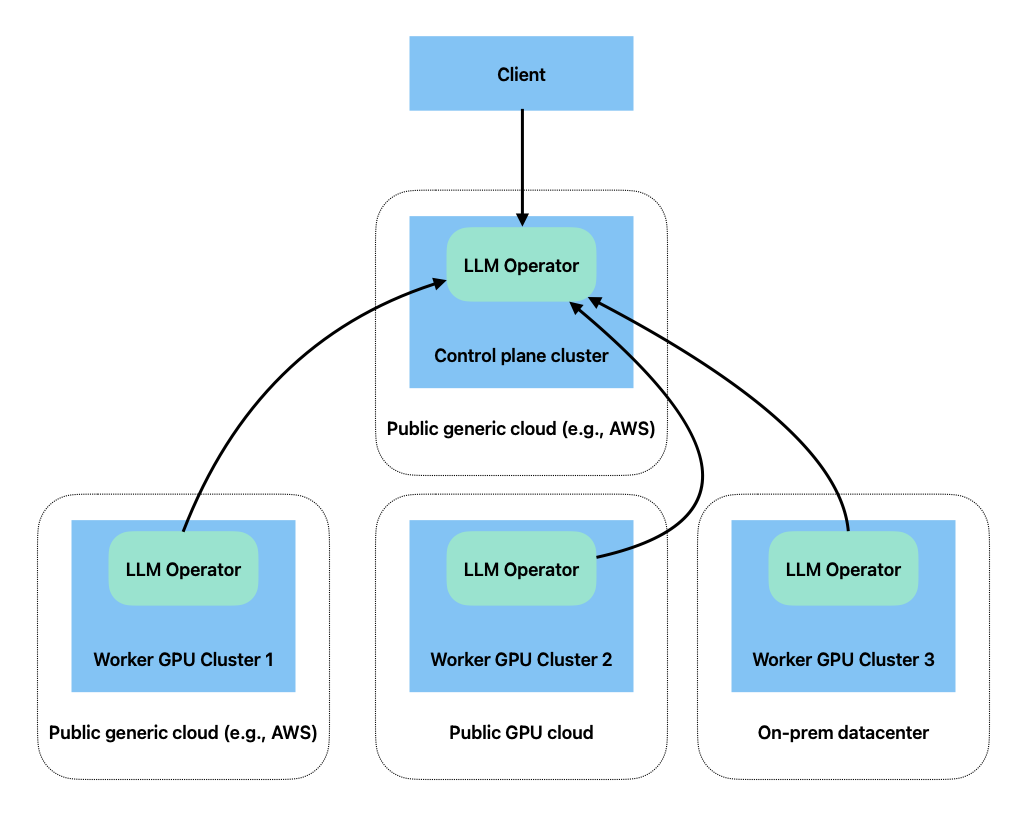 Client
LLM Operator
Control plane cluster
Public generic cloud (e.g., AWS)
LLM Operator
Worker GPU Cluster 1
Public generic cloud (e.g., AWS)
LLM Operator
Worker GPU Cluster 2
Public GPU cloud
LLM Operator
Worker GPU Cluster 3
On-prem datacenter